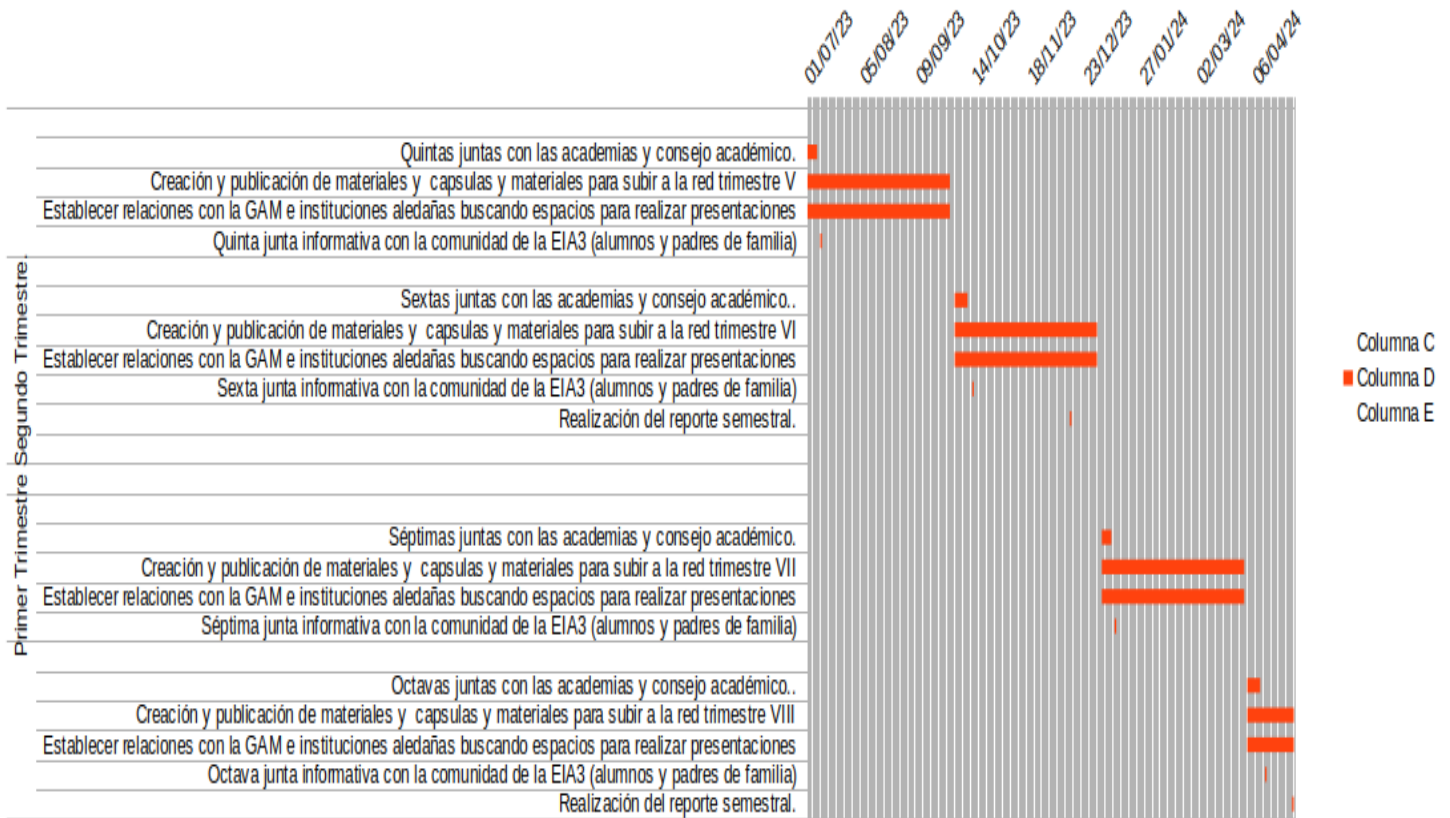 01/07/23
05/08/23
09/09/23
14/10/23
18/11/23
23/12/23
27/01/24
02/03/24
06/04/24
Quintas juntas con las academias y consejo académico.
Creación y publicación de materiales y  capsulas y materiales para subir a la red trimestre V
Establecer relaciones con la GAM e instituciones aledañas buscando espacios para realizar presentaciones
Quinta junta informativa con la comunidad de la EIA3 (alumnos y padres de familia)
Primer Trimestre Segundo Trimestre.
Sextas juntas con las academias y consejo académico..
Creación y publicación de materiales y  capsulas y materiales para subir a la red trimestre VI
Establecer relaciones con la GAM e instituciones aledañas buscando espacios para realizar presentaciones
Sexta junta informativa con la comunidad de la EIA3 (alumnos y padres de familia)
Realización del reporte semestral.
Séptimas juntas con las academias y consejo académico.
Creación y publicación de materiales y  capsulas y materiales para subir a la red trimestre VII
Establecer relaciones con la GAM e instituciones aledañas buscando espacios para realizar presentaciones
Séptima junta informativa con la comunidad de la EIA3 (alumnos y padres de familia)
Octavas juntas con las academias y consejo académico..
Creación y publicación de materiales y  capsulas y materiales para subir a la red trimestre VIII
Establecer relaciones con la GAM e instituciones aledañas buscando espacios para realizar presentaciones
Octava junta informativa con la comunidad de la EIA3 (alumnos y padres de familia)
Realización del reporte semestral.
Columna C
Columna D
Columna E